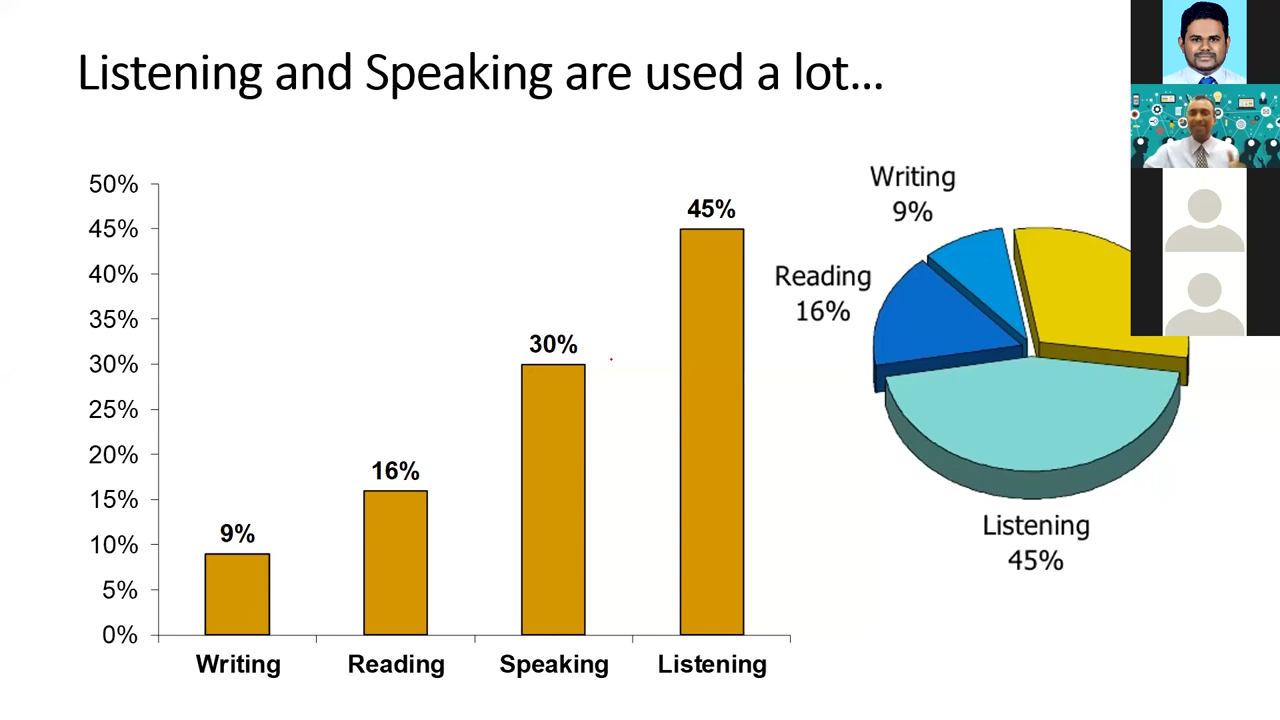 Listening and Speaking are used a lot...
50%
45%
40%
35%
30%
25%
20%
15%
10%
5%
0%
9%
16%
30%
45%
Writing
Reading
Speaking
Listening
Writing
9%
Reading
16%
Listening
45%